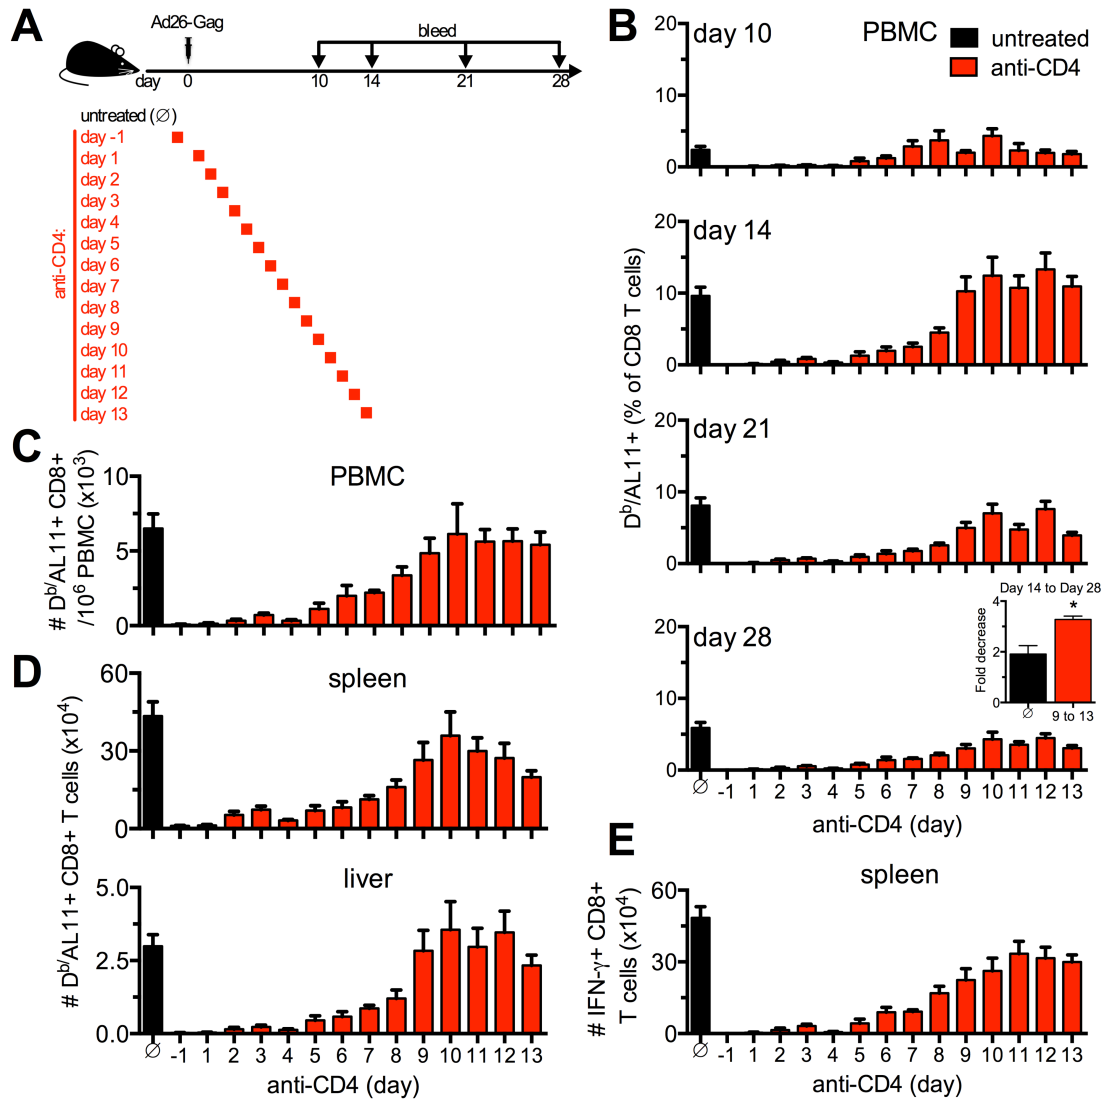 A
Ad26-Gag
bleed
day 0 10 14 21 28
untreated (∅)
anti-CD4:
day -1
day 1
day 2
day 3
day 4
day 5
day 6
day 7
day 8
day 9
day 10
day 11
day 12
day 13
B
PBMC
untreated
anti-CD4
Dᵇ/AL11+ (% of CD8 T cells)
day 10
20
10
0
day 14
20
10
0
day 21
20
10
0
day 28
20
10
0
∅ -1 1 2 3 4 5 6 7 8 9 10 11 12 13
anti-CD4 (day)
Day 14 to Day 28
Fold decrease
4
2
0
*
∅ 9 to 13
C
PBMC
# Dᵇ/AL11+ CD8+
/10⁶ PBMC (x10³)
10
5
0
D
# Dᵇ/AL11+ CD8+ T cells (x10⁴)
spleen
60
30
0
liver
5.0
2.5
0.0
∅ -1 1 2 3 4 5 6 7 8 9 10 11 12 13
anti-CD4 (day)
E
spleen
# IFN-γ+ CD8+
T cells (x10⁴)
60
30
0
∅ -1 1 2 3 4 5 6 7 8 9 10 11 12 13
anti-CD4 (day)